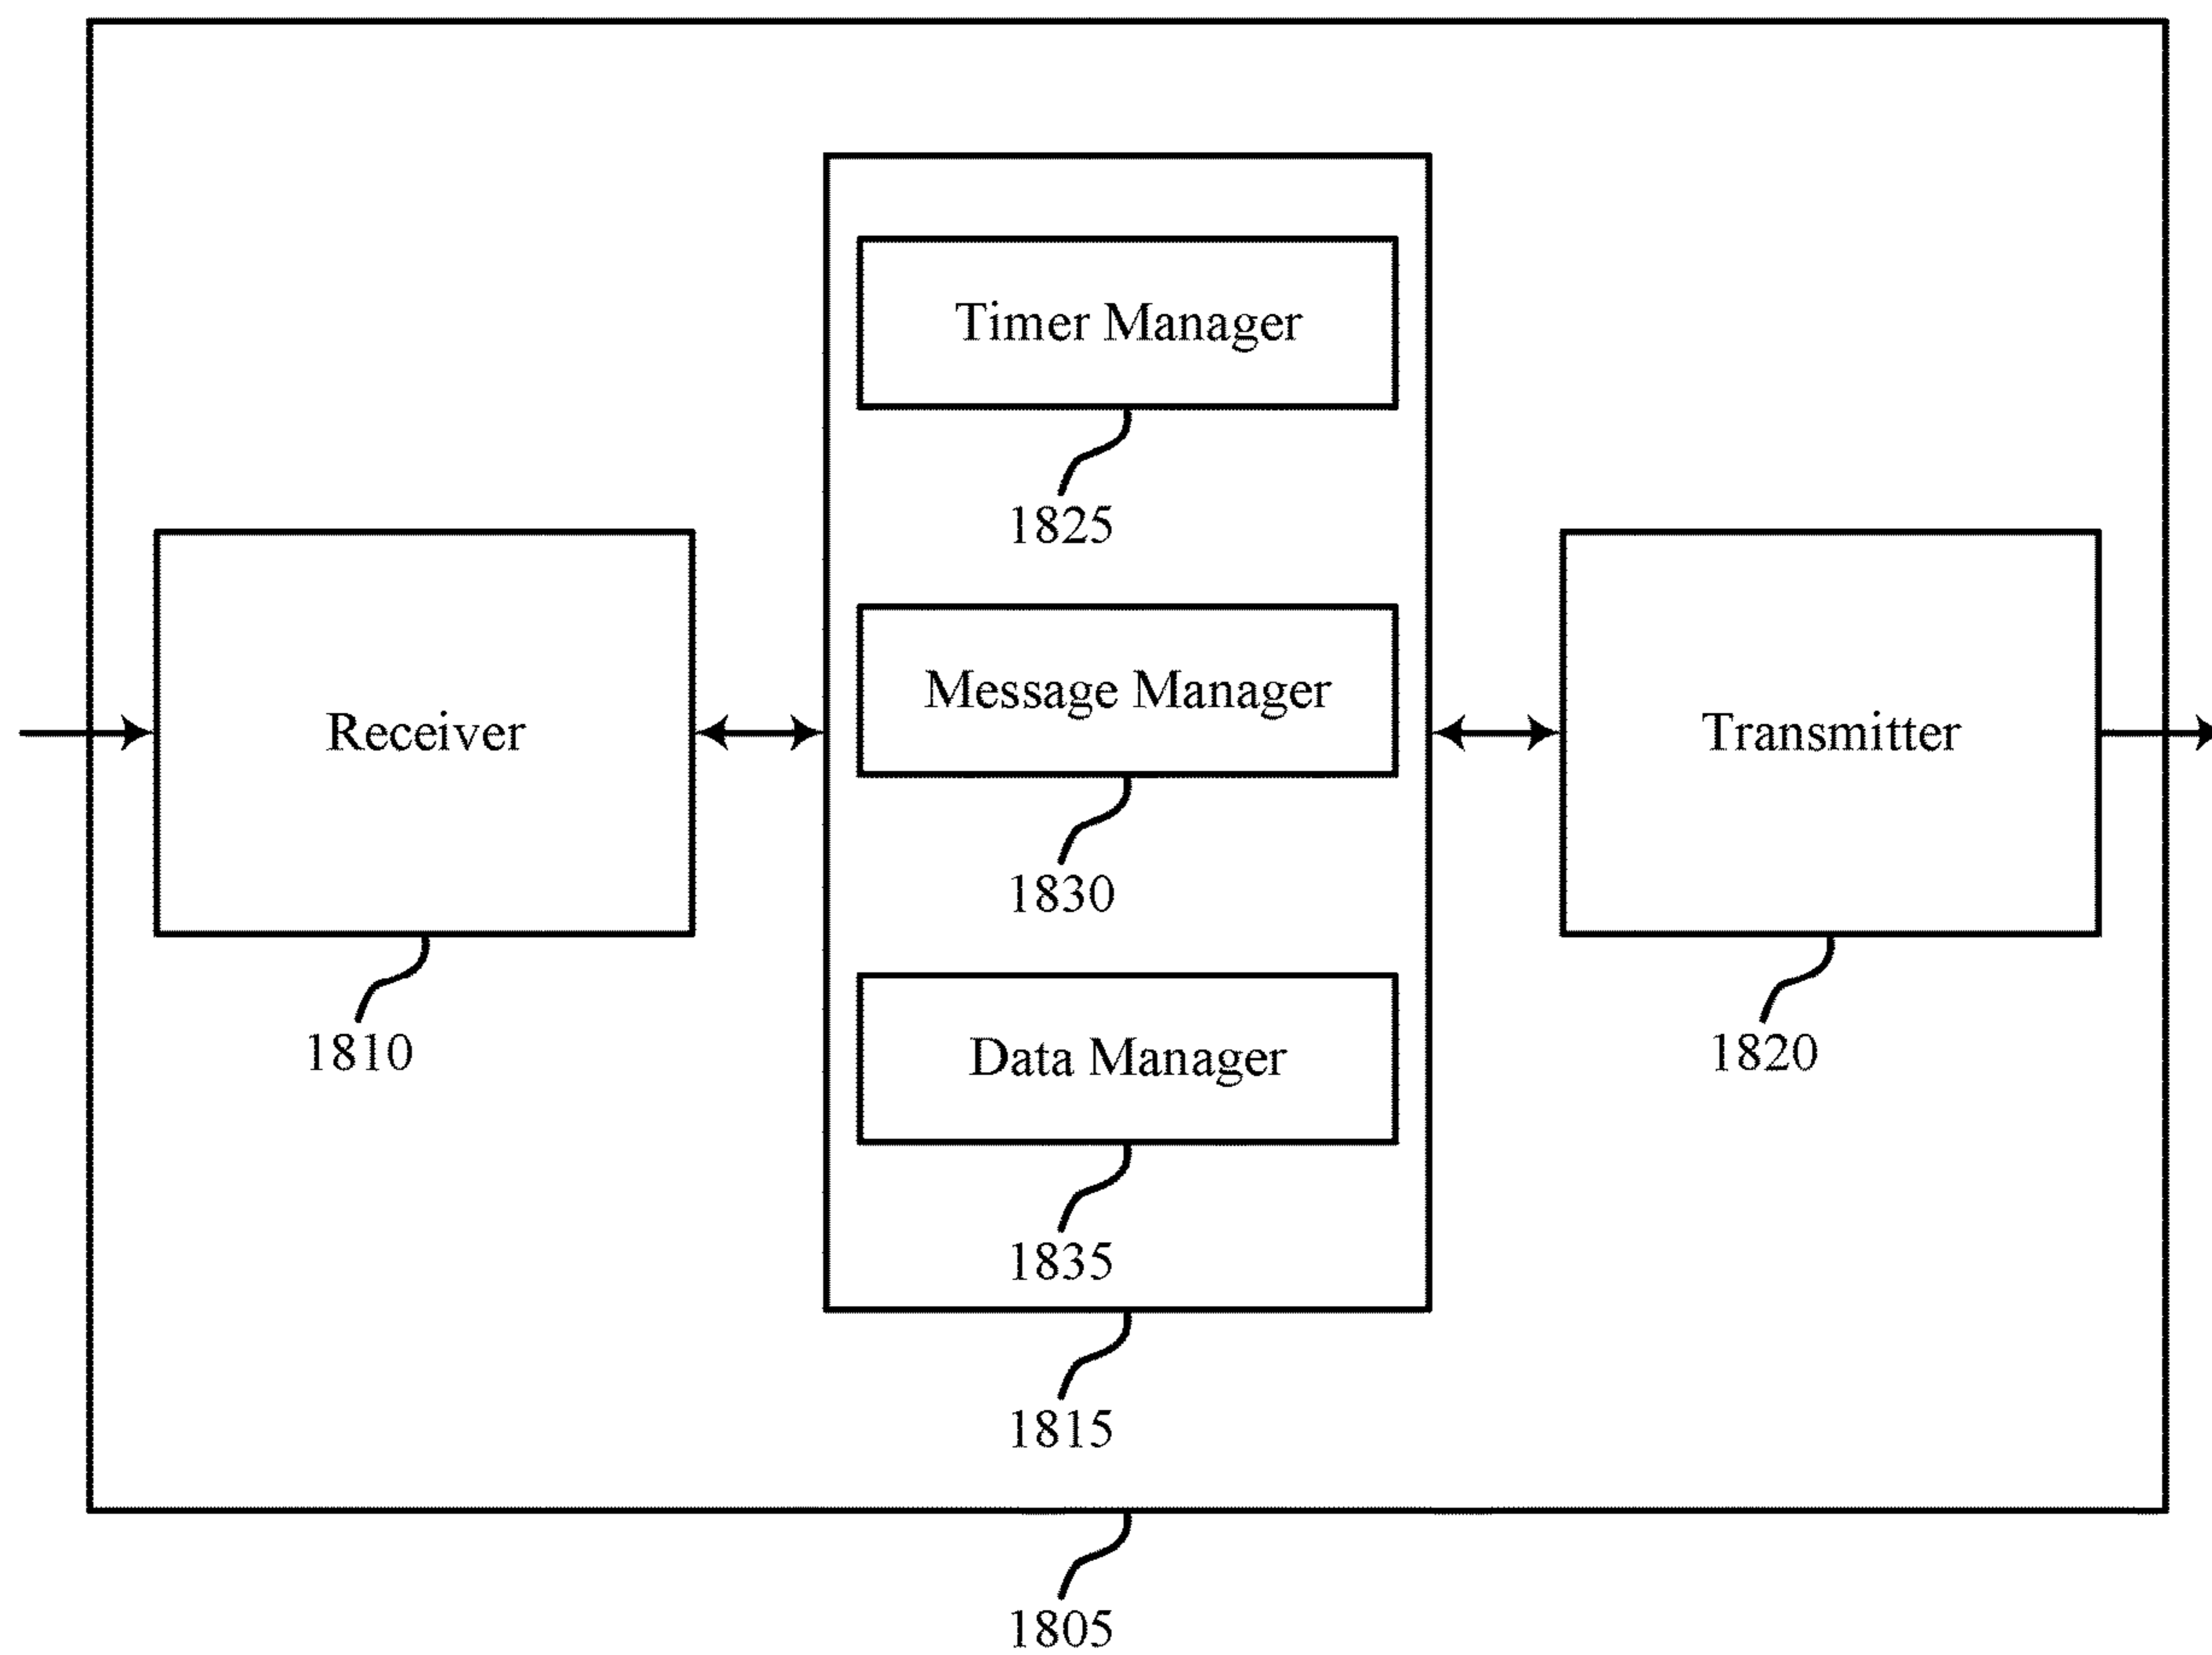 Timer Manager
1825
Receiver
1810
Message Manager
1830
Transmitter
1820
Data Manager
1835
1815
1805